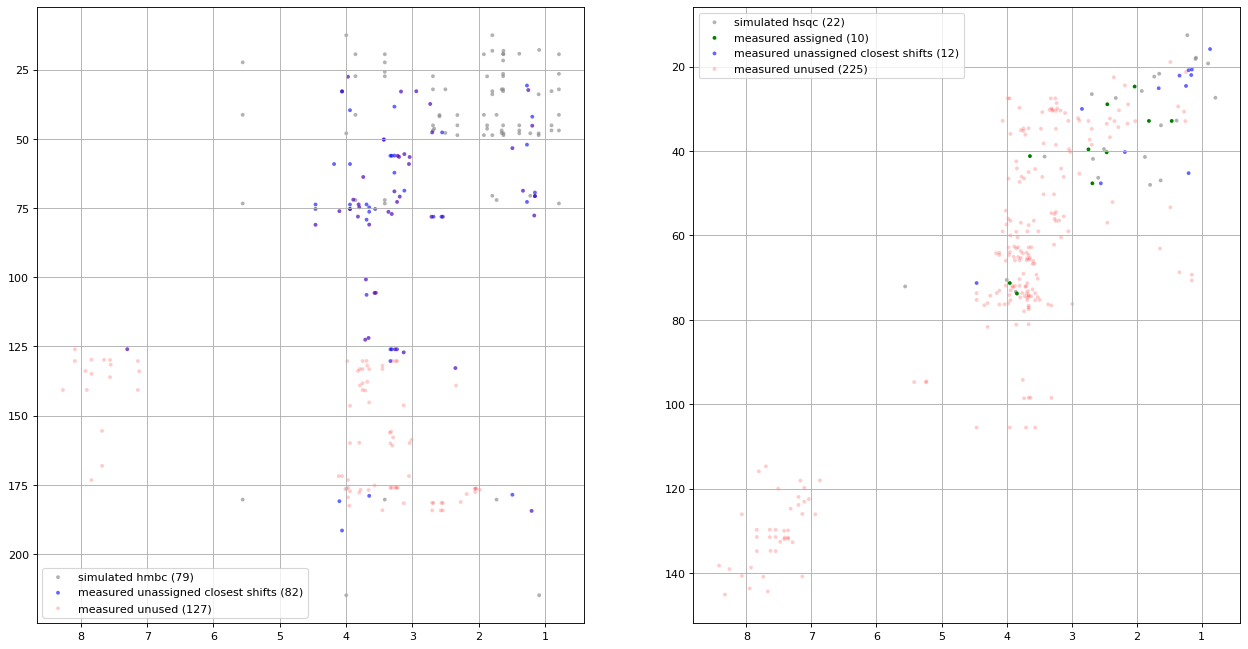 25
50
75
100
125
150
175
200
8 7 6 5 4 3 2 1
simulated hmbc (79)
measured unassigned closest shifts (82)
measured unused (127)
simulated hsqc (22)
measured assigned (10)
measured unassigned closest shifts (12)
measured unused (225)
20
40
60
80
100
120
140
8 7 6 5 4 3 2 1